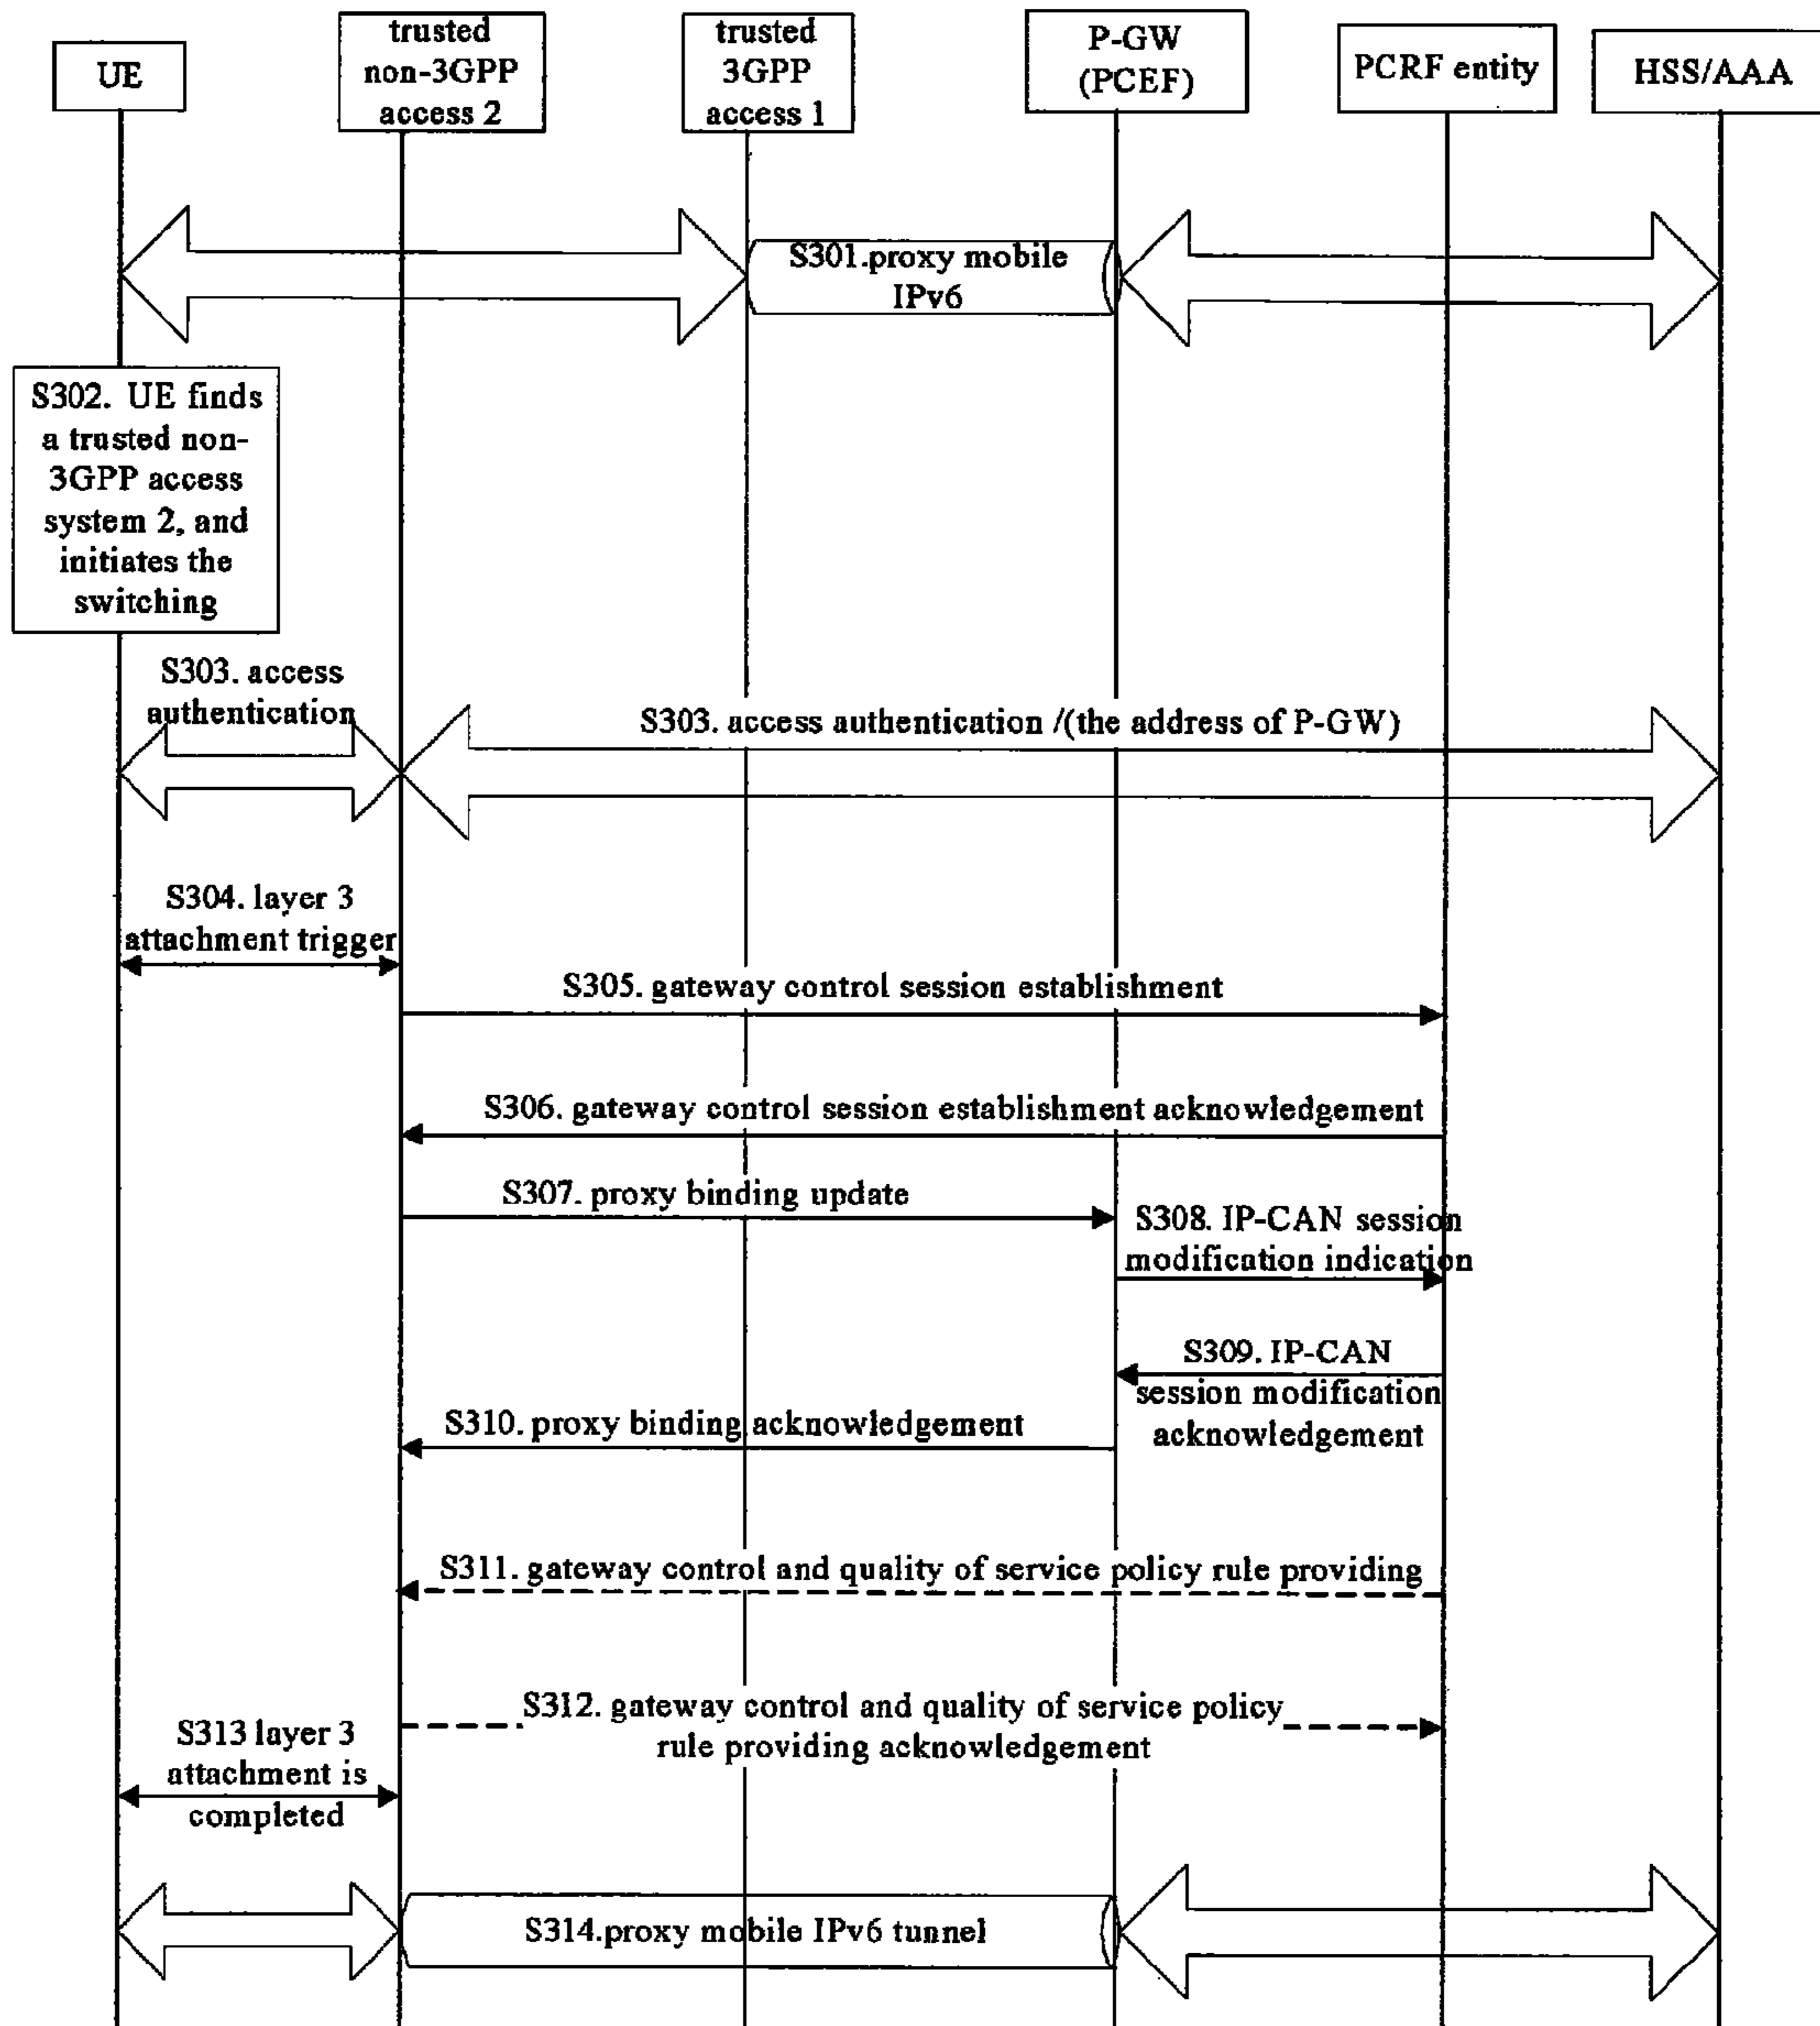 UE
trusted
non-3GPP
access 2
trusted
3GPP
access 1
P-GW
(PCEF)
PCRF entity
HSS/AAA
S301.proxy mobile
IPv6
S302. UE finds
a trusted non-
3GPP access
system 2, and
initiates the
switching
S303. access
authentication
S303. access authentication /(the address of P-GW)
S304. layer 3
attachment trigger
S305. gateway control session establishment
S306. gateway control session establishment acknowledgement
S307. proxy binding update
S308. IP-CAN session
modification indication
S309. IP-CAN
session modification
acknowledgement
S310. proxy binding acknowledgement
S311. gateway control and quality of service policy rule providing
S312. gateway control and quality of service policy
rule providing acknowledgement
S313 layer 3
attachment is
completed
S314.proxy mobile IPv6 tunnel